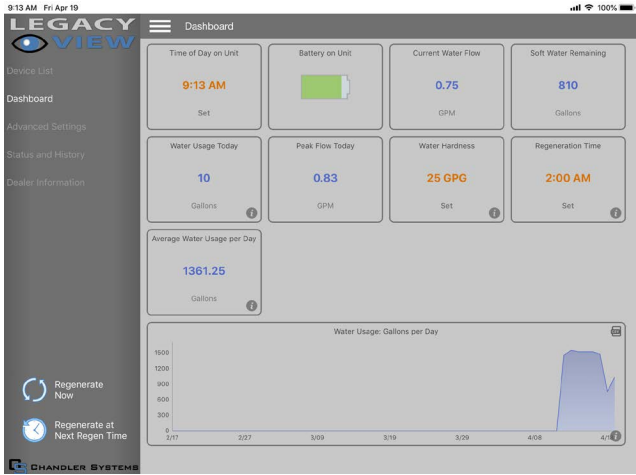 9:13 AM Fri Apr 19
100%
LEGACY
VIEW
Dashboard
Device List
Dashboard
Advanced Settings
Status and History
Dealer Information
Regenerate
Now
Regenerate at
Next Regen Time
CHANDLER SYSTEMS
Time of Day on Unit
9:13 AM
Set
Battery on Unit
Current Water Flow
0.75
GPM
Soft Water Remaining
810
Gallons
Water Usage Today
10
Gallons
i
Peak Flow Today
0.83
GPM
Water Hardness
25 GPG
Set
i
Regeneration Time
2:00 AM
Set
i
Average Water Usage per Day
1361.25
Gallons
i
Water Usage: Gallons per Day
1500
1200
900
600
300
0
2/17 2/27 3/09 3/19 3/29 4/08
i